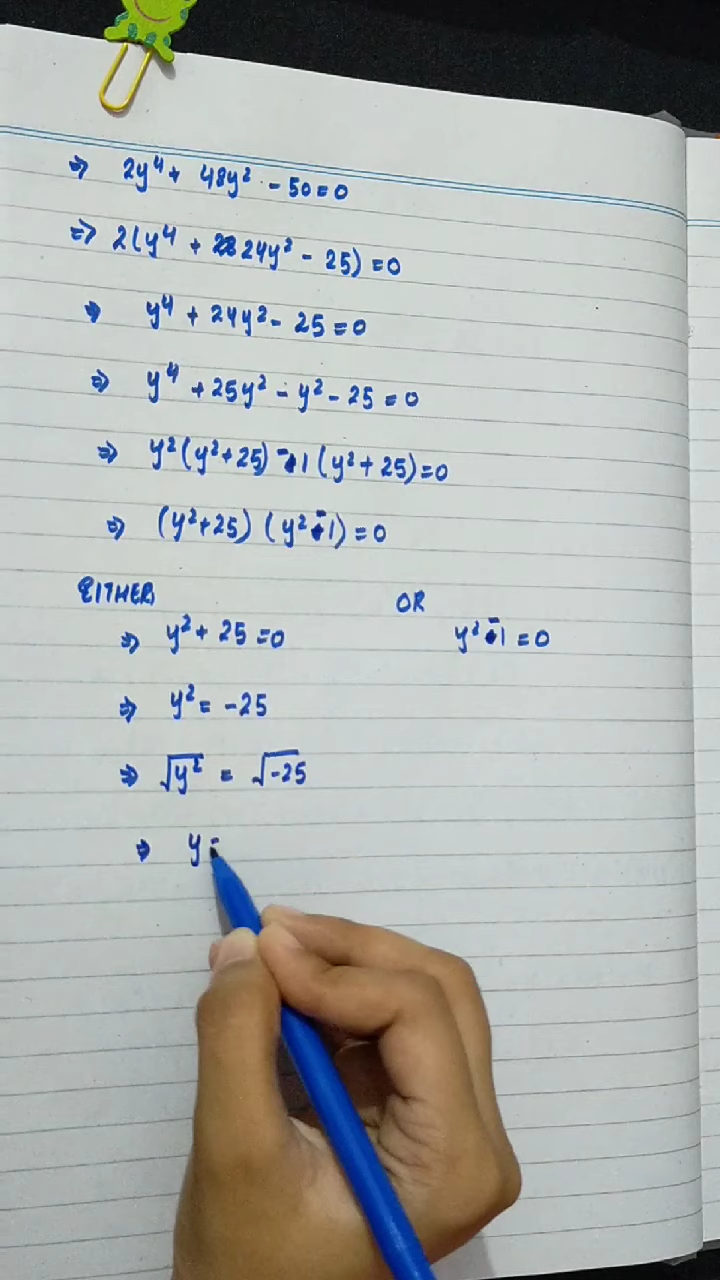 ⇒ 2y⁴ + 48y² - 50 = 0
⇒ 2(y⁴ + 24y² - 25) = 0
⇒ y⁴ + 24y² - 25 = 0
⇒ y⁴ + 25y² - y² - 25 = 0
⇒ y²(y²+25) - 1(y²+25) = 0
⇒ (y²+25) (y²-1) = 0
EITHER OR
⇒ y² + 25 = 0 y² - 1 = 0
⇒ y² = -25
⇒ √y² = √-25
⇒ y =